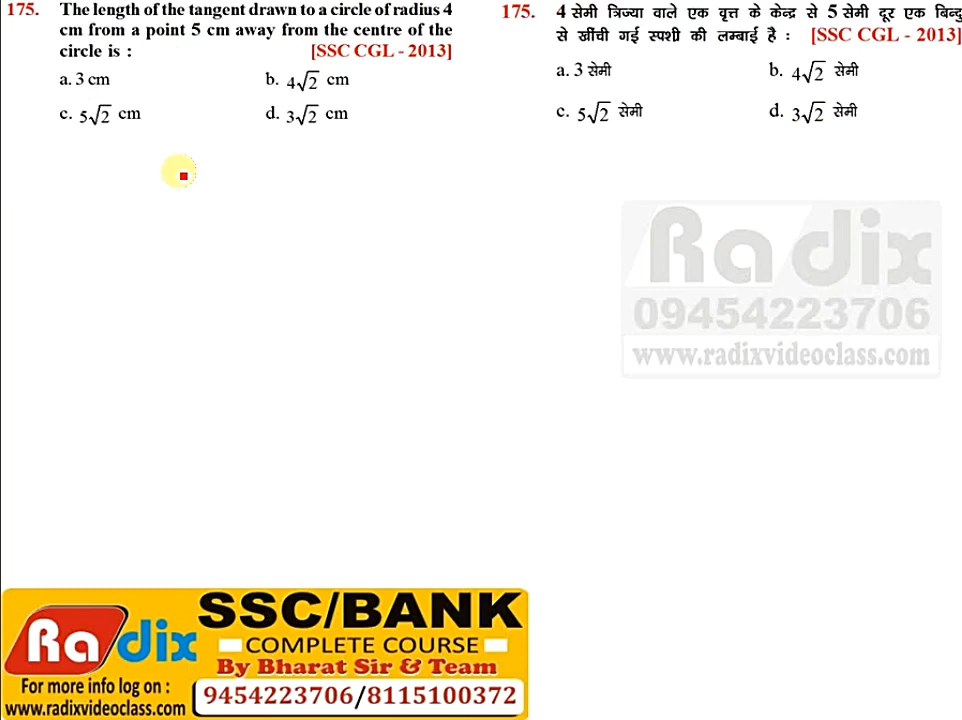 175. The length of the tangent drawn to a circle of radius 4
cm from a point 5 cm away from the centre of the
circle is : [SSC CGL - 2013]
a. 3 cm b. 4√2 cm
c. 5√2 cm d. 3√2 cm
175. 4 सेमी त्रिज्या वाले एक वृत्त के केन्द्र से 5 सेमी दूर एक बिन्दु
से खींची गई स्पर्शी की लम्बाई है : [SSC CGL - 2013]
a. 3 सेमी b. 4√2 सेमी
c. 5√2 सेमी d. 3√2 सेमी
Radix
09454223706
www.radixvideoclass.com
Radix
SSC/BANK
COMPLETE COURSE
By Bharat Sir & Team
For more info log on :
www.radixvideoclass.com
9454223706/8115100372